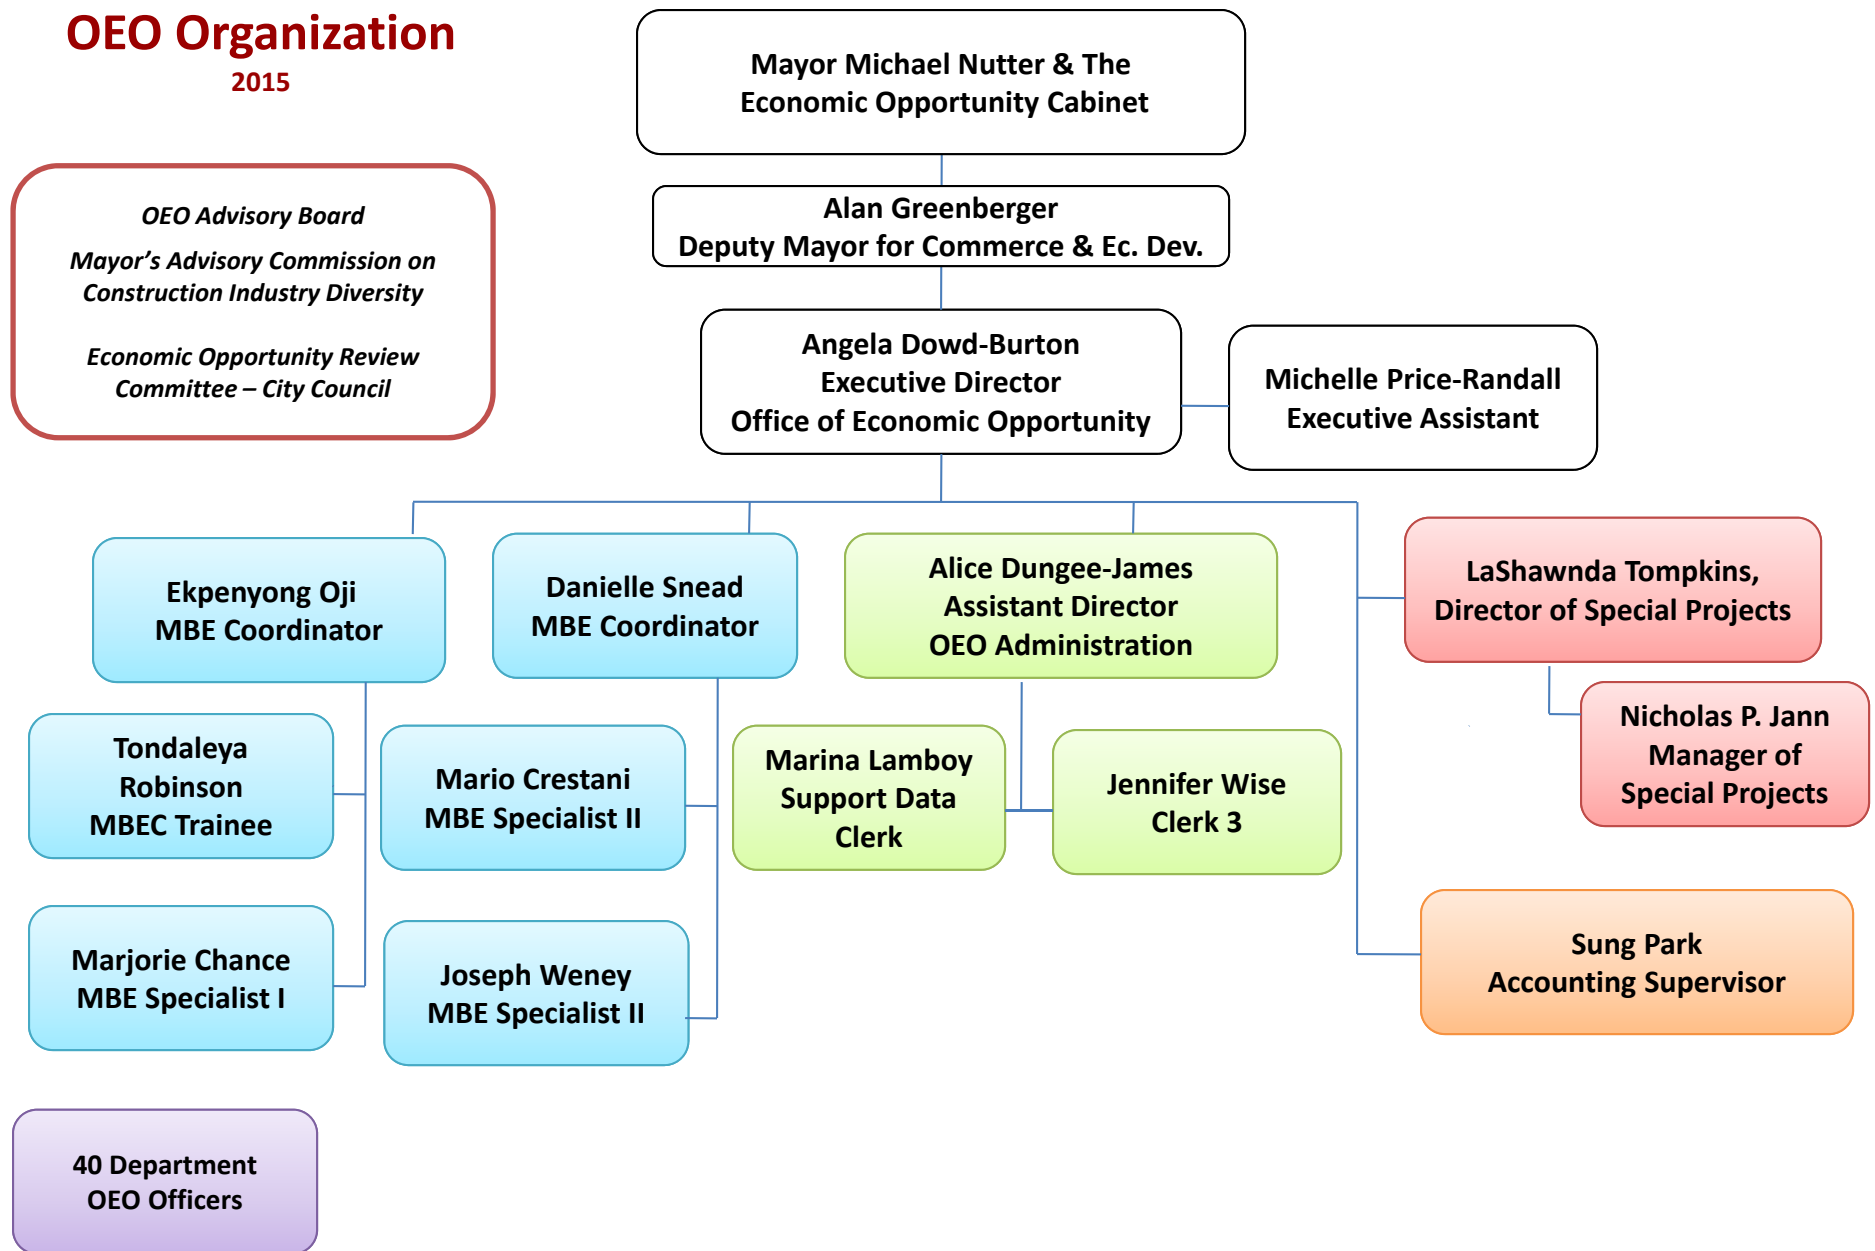 OEO Organization
2015
Mayor Michael Nutter & The
Economic Opportunity Cabinet
OEO Advisory Board
Mayor’s Advisory Commission on
Construction Industry Diversity
Economic Opportunity Review
Committee – City Council
Alan Greenberger
Deputy Mayor for Commerce & Ec. Dev.
Angela Dowd-Burton
Executive Director
Office of Economic Opportunity
Michelle Price-Randall
Executive Assistant
Ekpenyong Oji
MBE Coordinator
Danielle Snead
MBE Coordinator
Alice Dungee-James
Assistant Director
OEO Administration
LaShawnda Tompkins,
Director of Special Projects
Nicholas P. Jann
Manager of
Special Projects
Tondaleya
Robinson
MBEC Trainee
Mario Crestani
MBE Specialist II
Marina Lamboy
Support Data
Clerk
Jennifer Wise
Clerk 3
Marjorie Chance
MBE Specialist I
Joseph Weney
MBE Specialist II
Sung Park
Accounting Supervisor
40 Department
OEO Officers